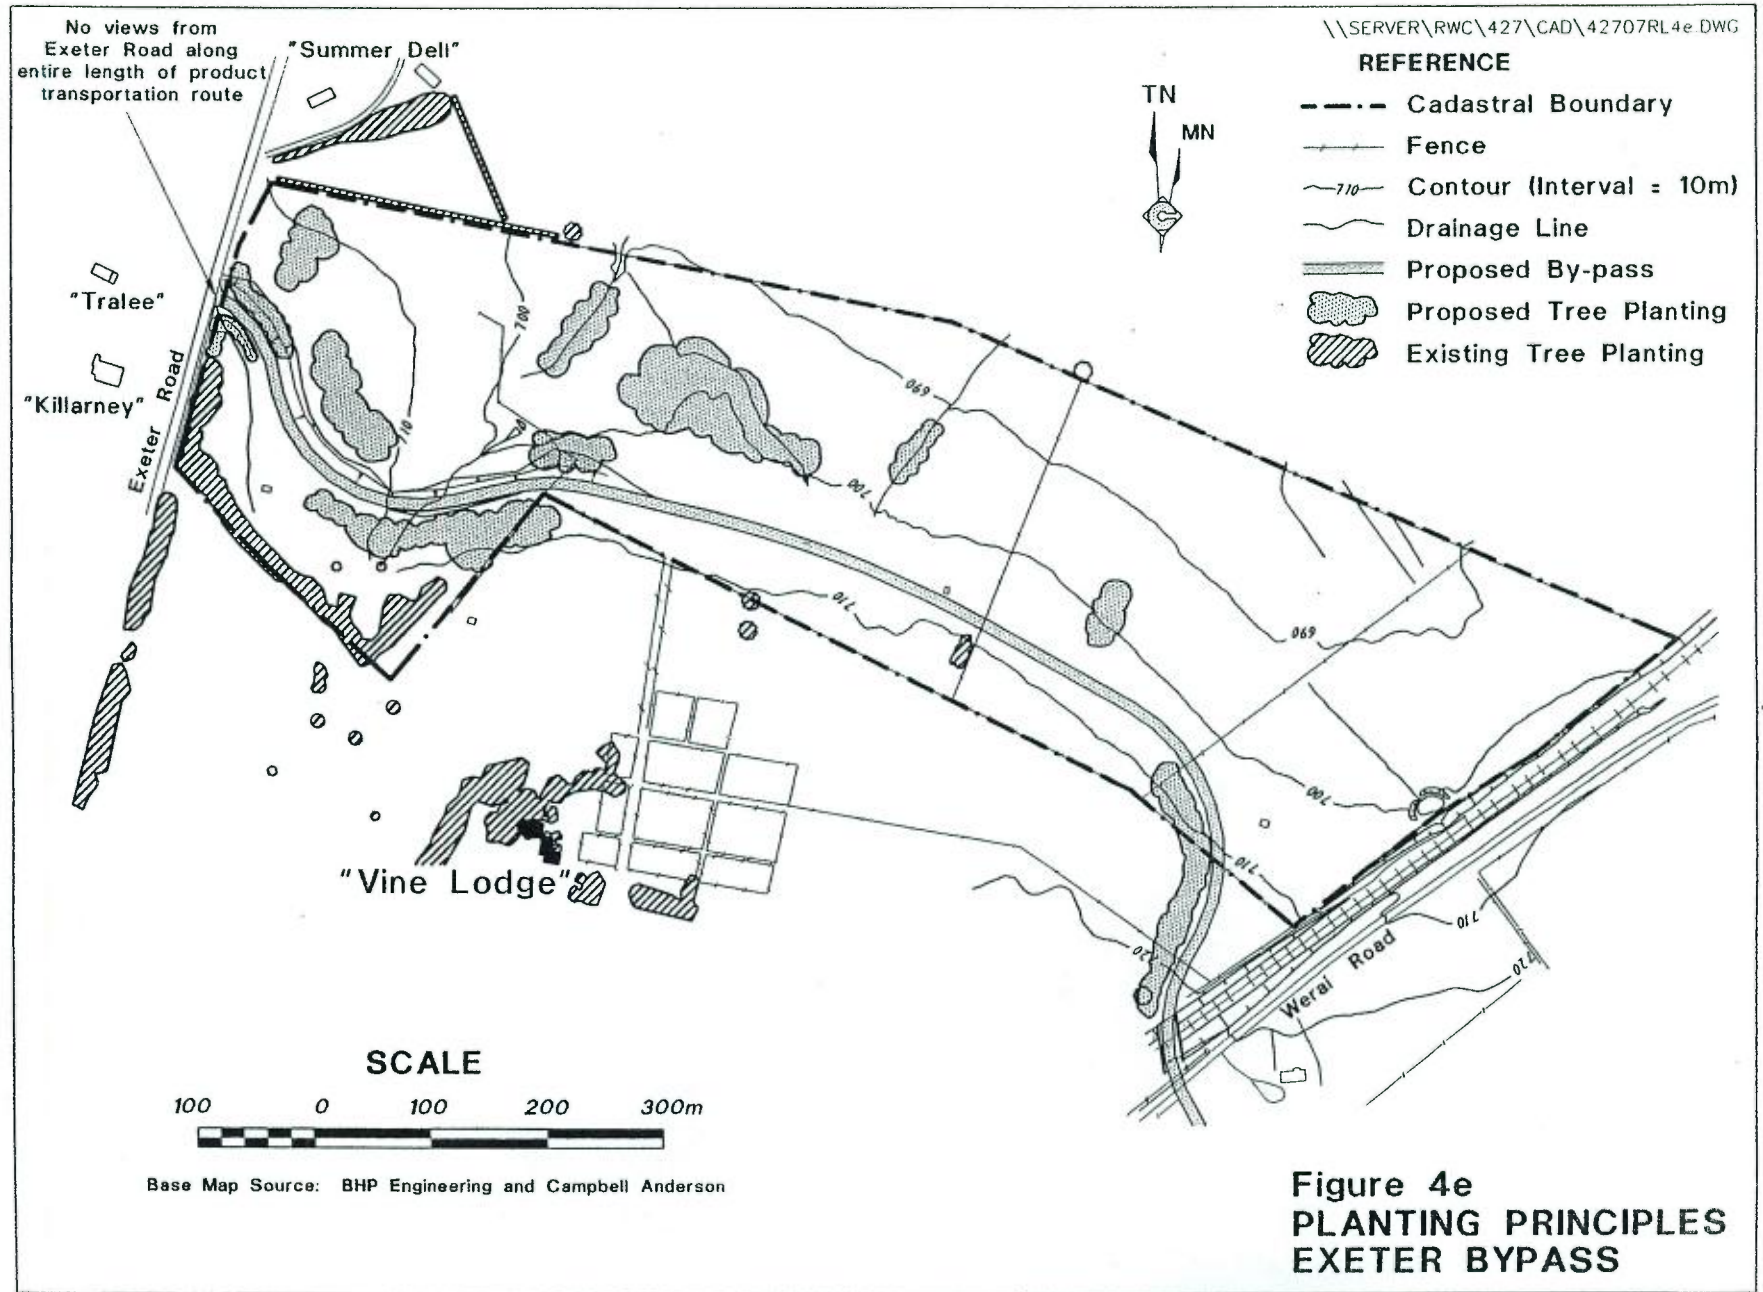 \\SERVER\RWC\427\CAD\42707RL4e.DWG
No views from
Exeter Road along
entire length of product
transportation route
"Summer Dell"
REFERENCE
Cadastral Boundary
Fence
710
Contour (Interval = 10m)
Drainage Line
Proposed By-pass
Proposed Tree Planting
Existing Tree Planting
TN
MN
"Tralee"
"Killarney"
Exeter Road
700
710
690
700
710
690
700
710
710
720
"Vine Lodge"
Werai Road
SCALE
100 0 100 200 300m
Base Map Source: BHP Engineering and Campbell Anderson
Figure 4e
PLANTING PRINCIPLES
EXETER BYPASS